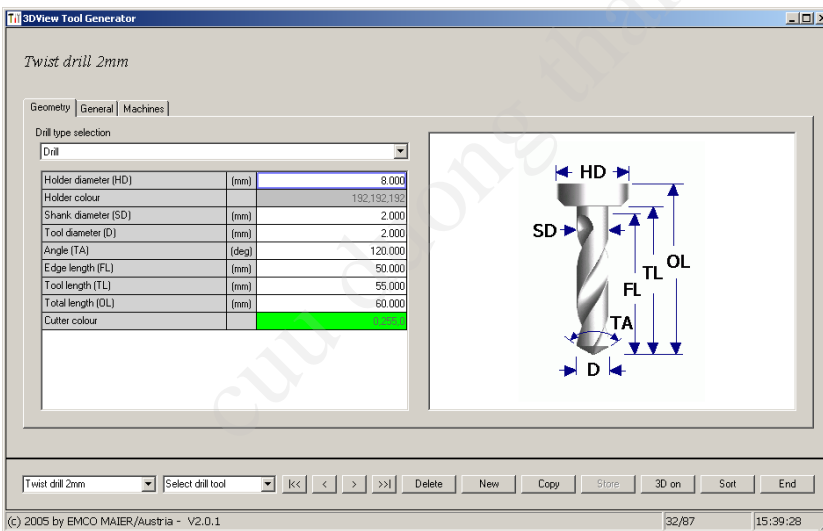 3DView Tool Generator
Twist drill 2mm
Geometry General Machines
Drill type selection
Drill
Holder diameter (HD) (mm) 8.000
Holder colour 192,192,192
Shank diameter (SD) (mm) 2.000
Tool diameter (D) (mm) 2.000
Angle (TA) (deg) 120.000
Edge length (FL) (mm) 50.000
Tool length (TL) (mm) 55.000
Total length (OL) (mm) 60.000
Cutter colour 0,255,0
HD
SD
OL
TL
FL
TA
D
Twist drill 2mm Select drill tool |<< < > >>| Delete New Copy Store 3D on Sort End
(c) 2005 by EMCO MAIER/Austria - V2.0.1 32/87 15:39:28
cuu duong than